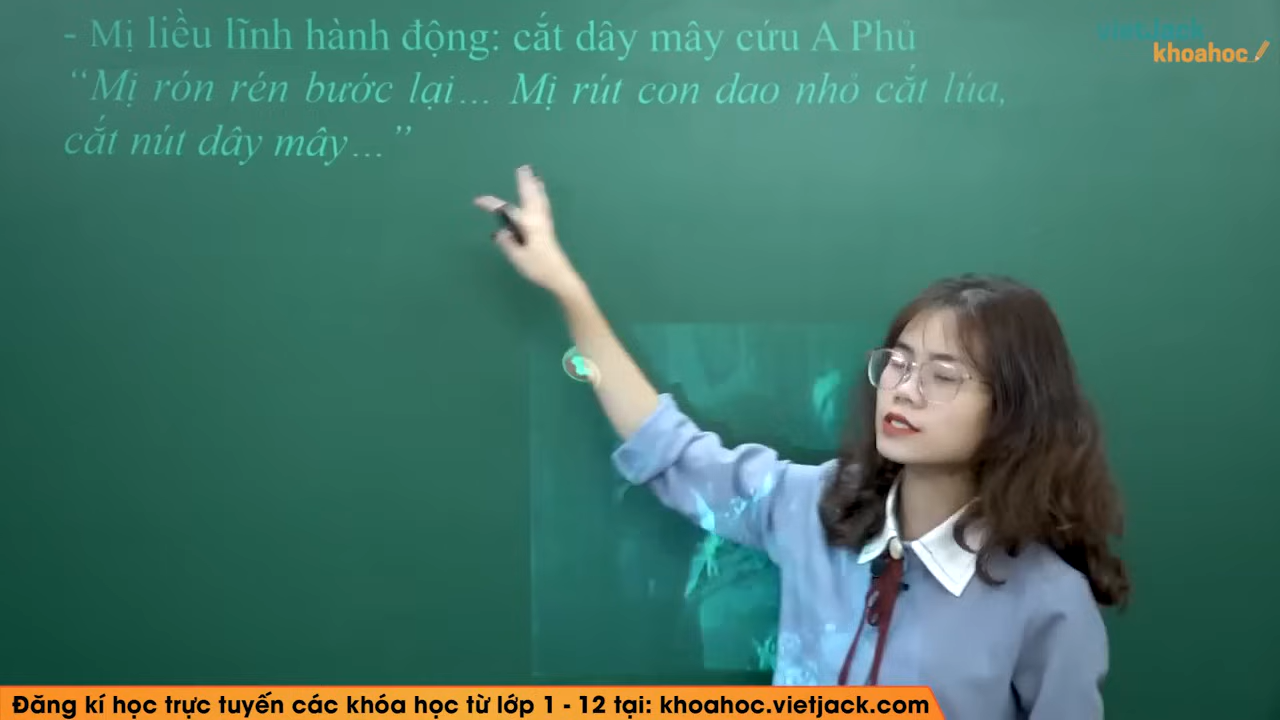 - Mị liều lĩnh hành động: cắt dây mây cứu A Phủ
“Mị rón rén bước lại... Mị rút con dao nhỏ cắt lúa,
cắt nút dây mây...”
vietJack
khoahoc
Đăng kí học trực tuyến các khóa học từ lớp 1 - 12 tại: khoahoc.vietjack.com